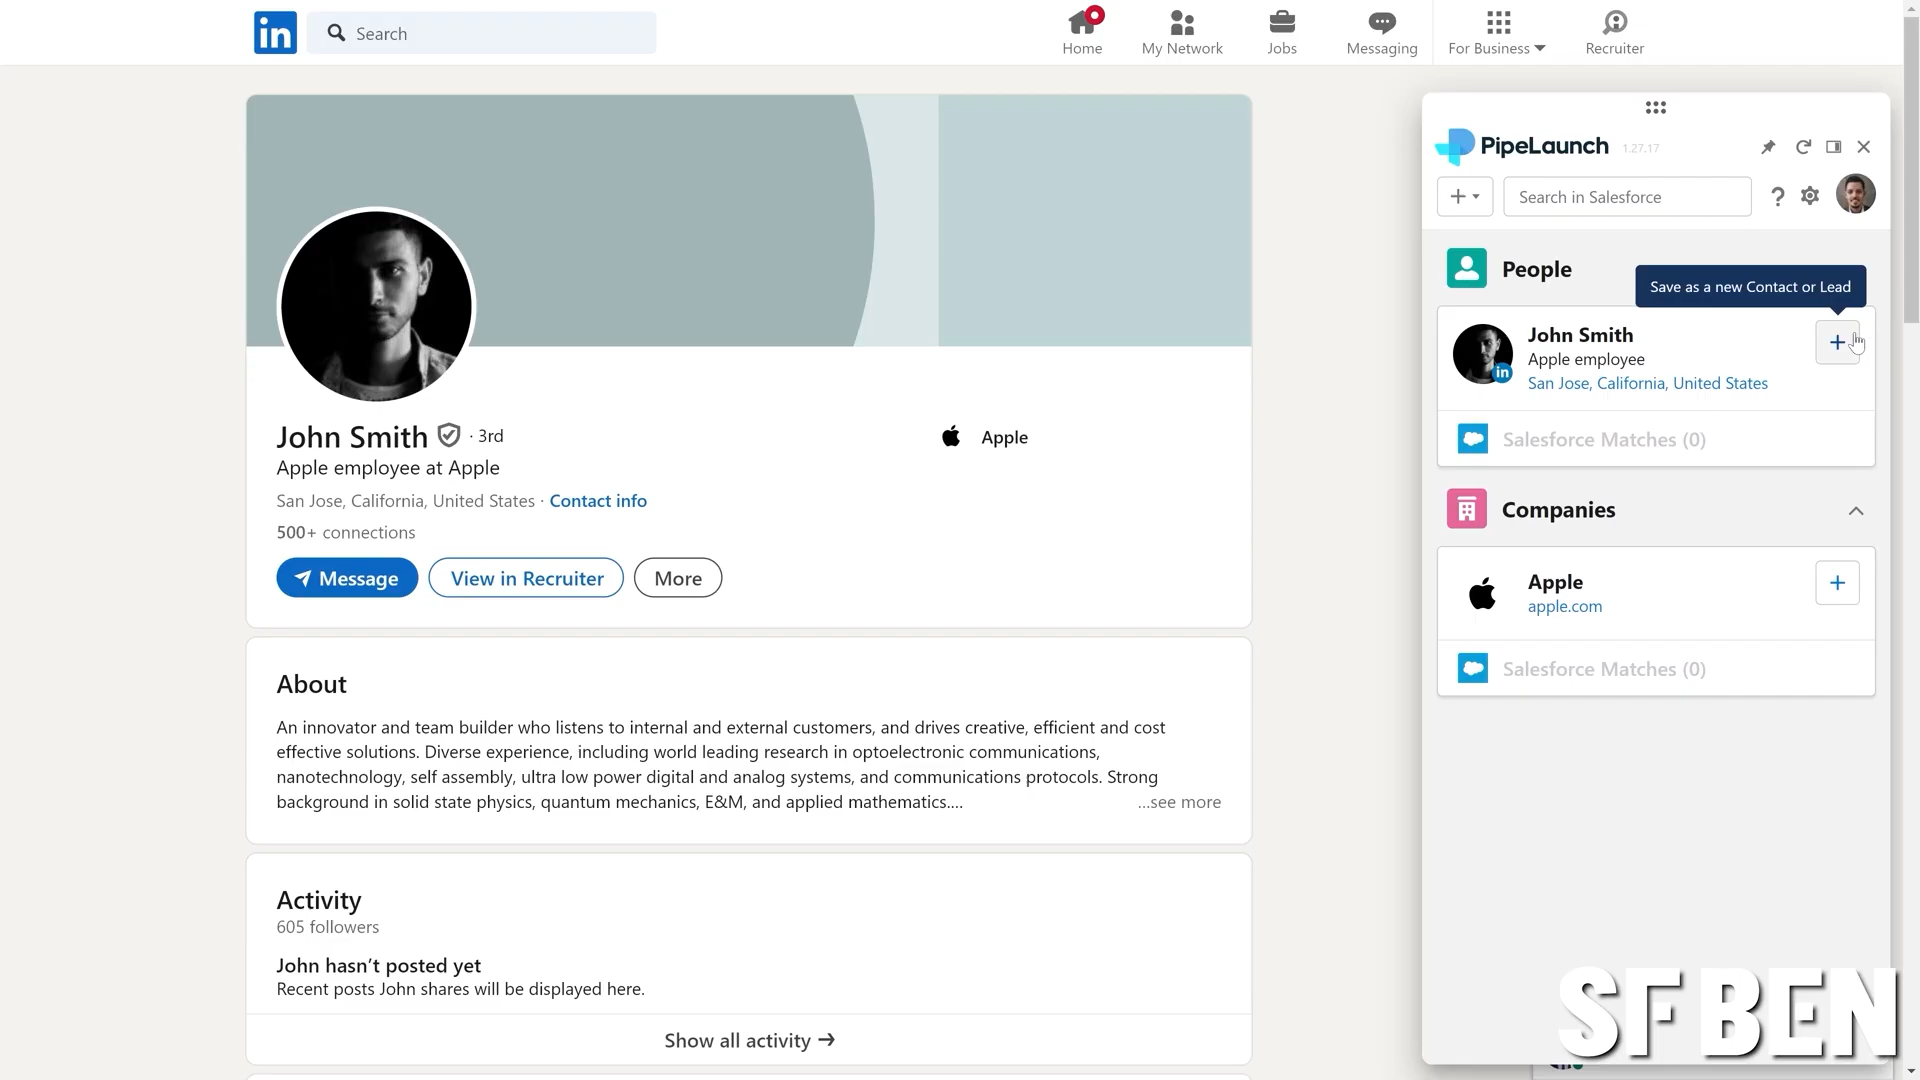 in
Search
Home
My Network
Jobs
Messaging
For Business
Recruiter
John Smith · 3rd
Apple employee at Apple
San Jose, California, United States · Contact info
500+ connections
Apple
Message
View in Recruiter
More
About
An innovator and team builder who listens to internal and external customers, and drives creative, efficient and cost
effective solutions. Diverse experience, including world leading research in optoelectronic communications,
nanotechnology, self assembly, ultra low power digital and analog systems, and communications protocols. Strong
background in solid state physics, quantum mechanics, E&M, and applied mathematics....
...see more
Activity
605 followers
John hasn’t posted yet
Recent posts John shares will be displayed here.
Show all activity →
PipeLaunch 1.27.17
Search in Salesforce
?
People
Save as a new Contact or Lead
John Smith
Apple employee
San Jose, California, United States
in
Salesforce Matches (0)
Companies
Apple
apple.com
Salesforce Matches (0)
SF BEN